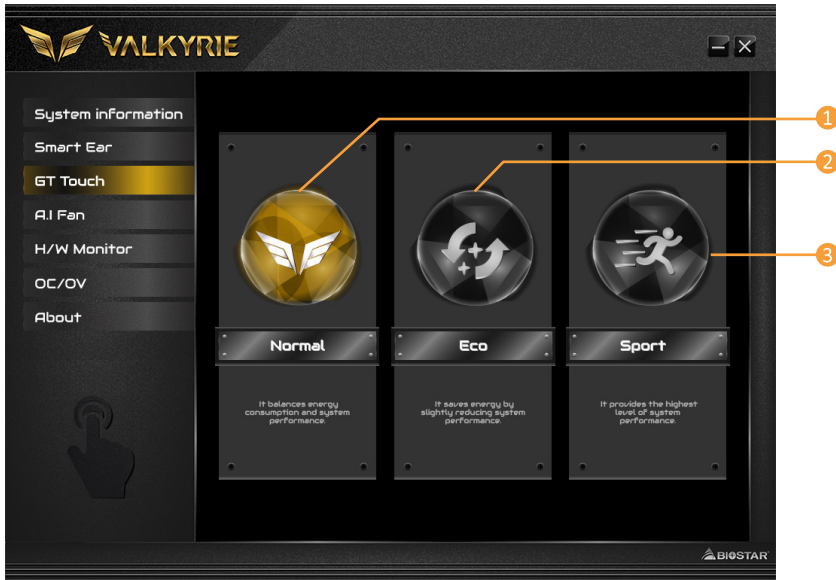 VALKYRIE
System information
Smart Ear
GT Touch
A.I Fan
H/W Monitor
OC/OV
About
1
2
3
Normal
Eco
Sport
It balances energy
consumption and system
performance.
It saves energy by
slightly reducing system
performance.
It provides the highest
level of system
performance.
BIOSTAR